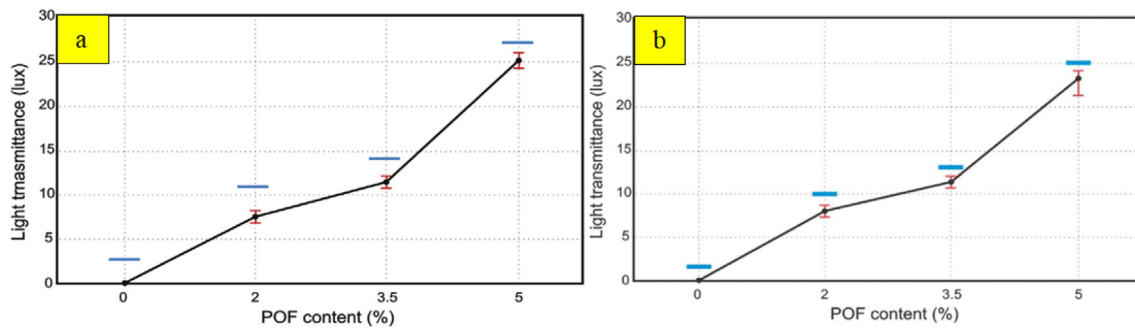 a
30
25
20
15
10
5
0
Light trnasmittance (lux)
0 2 3.5 5
POF content (%)
b
30
25
20
15
10
5
0
Light transmittance (lux)
0 2 3.5 5
POF content (%)